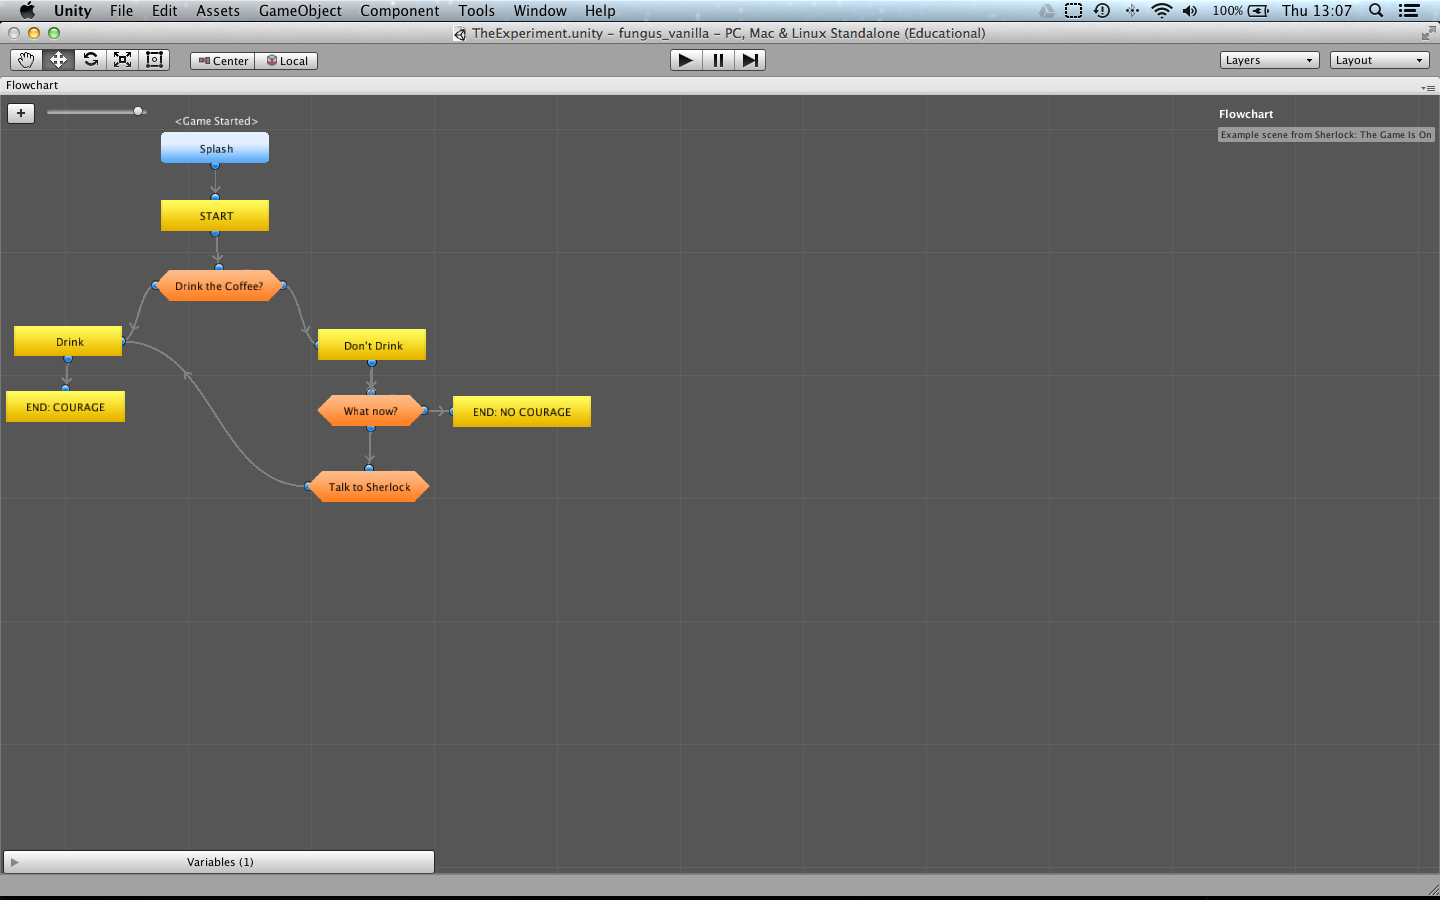 Unity File Edit Assets GameObject Component Tools Window Help 100% Thu 13:07
TheExperiment.unity – fungus_vanilla – PC, Mac & Linux Standalone (Educational)
Center Local Layers Layout
Flowchart
+
<Game Started>
Flowchart
Example scene from Sherlock: The Game Is On
Splash
START
Drink the Coffee?
Drink
Don't Drink
END: COURAGE
What now?
END: NO COURAGE
Talk to Sherlock
Variables (1)